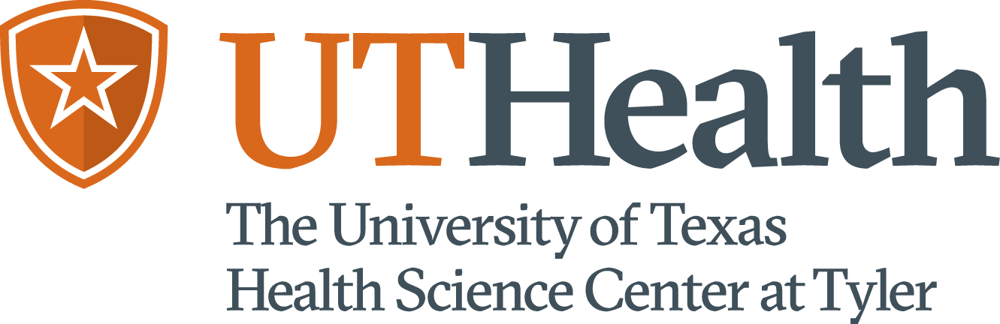 UTHealth
The University of Texas
Health Science Center at Tyler